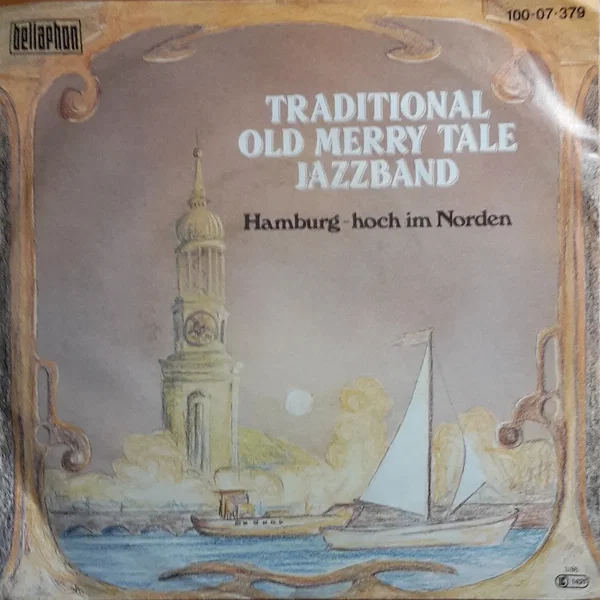 bellaphon
100·07·379
TRADITIONAL
OLD MERRY TALE
JAZZBAND
Hamburg-hoch im Norden